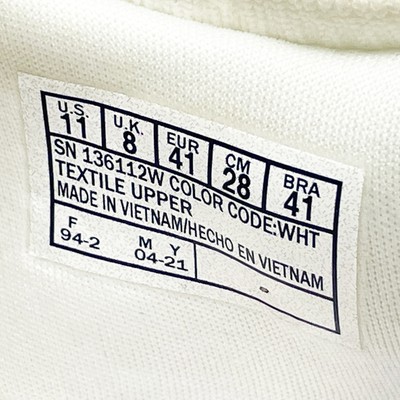 U.S. U.K. EUR CM BRA
11 8 41 28 41
SN 136112W COLOR CODE:WHT
TEXTILE UPPER
MADE IN VIETNAM/HECHO EN VIETNAM
F M Y
94-2 04-21